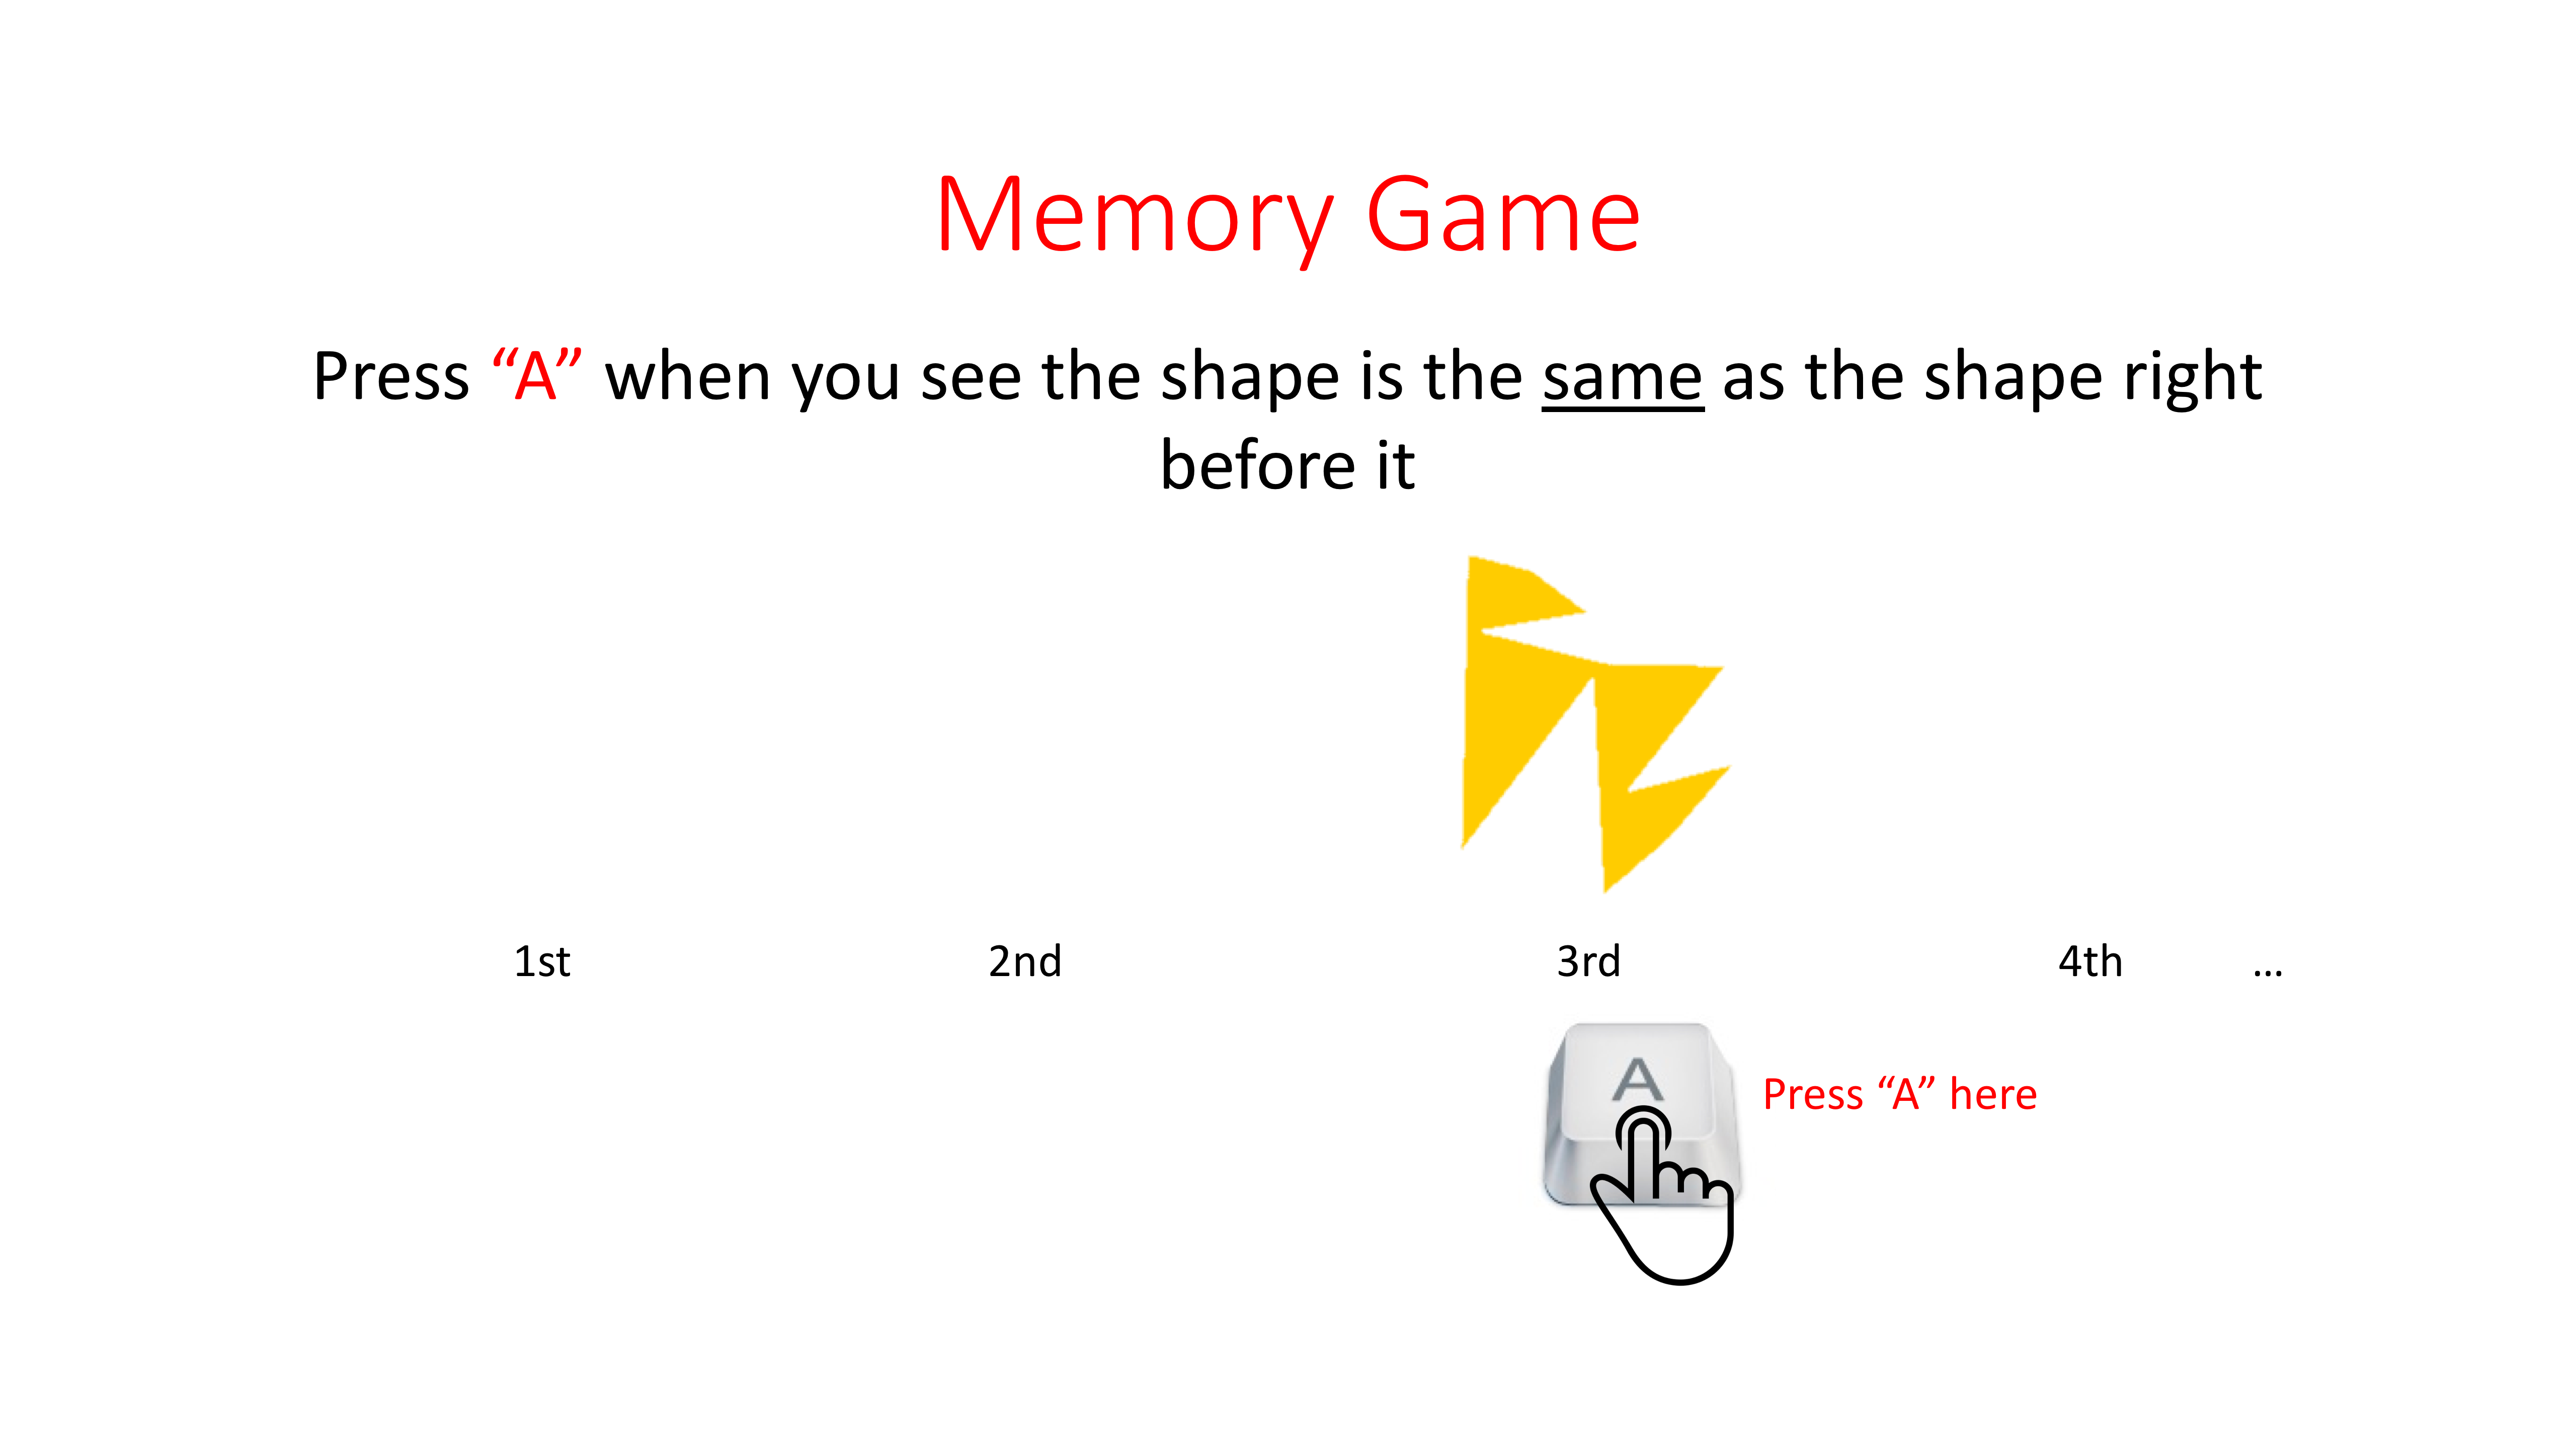 Memory Game
Press “A” when you see the shape is the same as the shape right
before it
1st 2nd 3rd 4th ...
A
Press “A” here